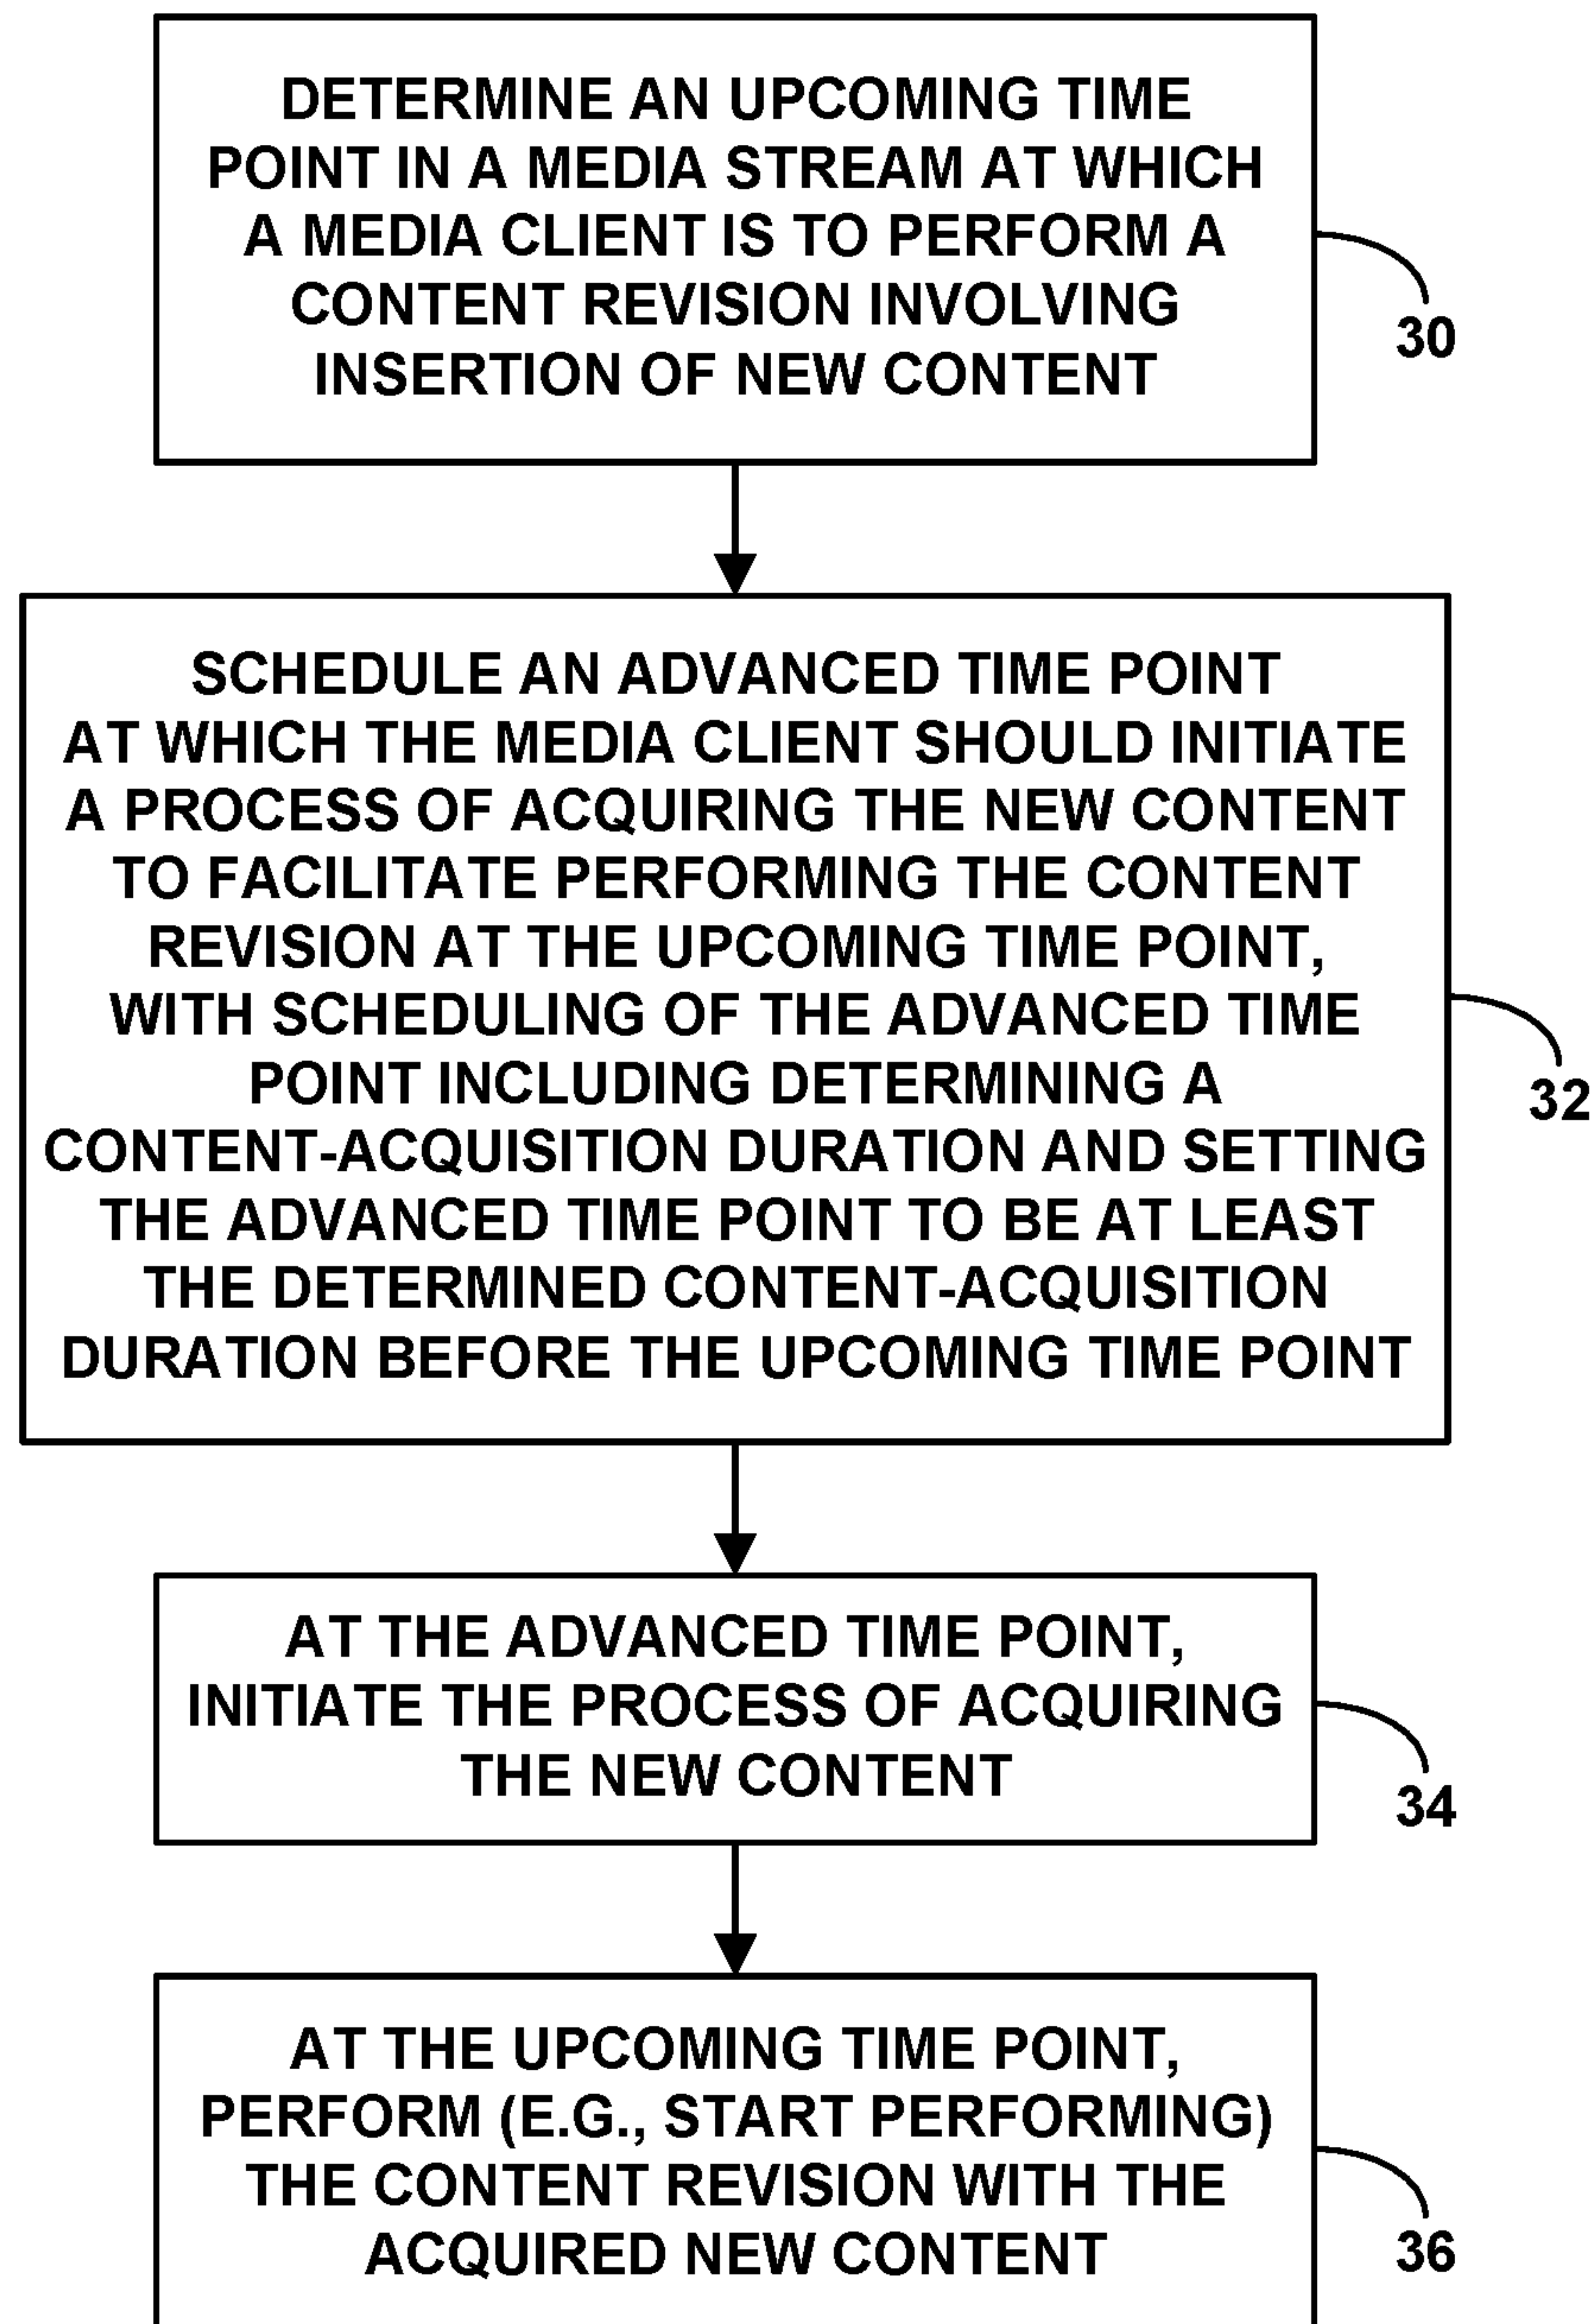 DETERMINE AN UPCOMING TIME
POINT IN A MEDIA STREAM AT WHICH
A MEDIA CLIENT IS TO PERFORM A
CONTENT REVISION INVOLVING
INSERTION OF NEW CONTENT
30
SCHEDULE AN ADVANCED TIME POINT
AT WHICH THE MEDIA CLIENT SHOULD INITIATE
A PROCESS OF ACQUIRING THE NEW CONTENT
TO FACILITATE PERFORMING THE CONTENT
REVISION AT THE UPCOMING TIME POINT,
WITH SCHEDULING OF THE ADVANCED TIME
POINT INCLUDING DETERMINING A
CONTENT-ACQUISITION DURATION AND SETTING
THE ADVANCED TIME POINT TO BE AT LEAST
THE DETERMINED CONTENT-ACQUISITION
DURATION BEFORE THE UPCOMING TIME POINT
32
AT THE ADVANCED TIME POINT,
INITIATE THE PROCESS OF ACQUIRING
THE NEW CONTENT
34
AT THE UPCOMING TIME POINT,
PERFORM (E.G., START PERFORMING)
THE CONTENT REVISION WITH THE
ACQUIRED NEW CONTENT
36